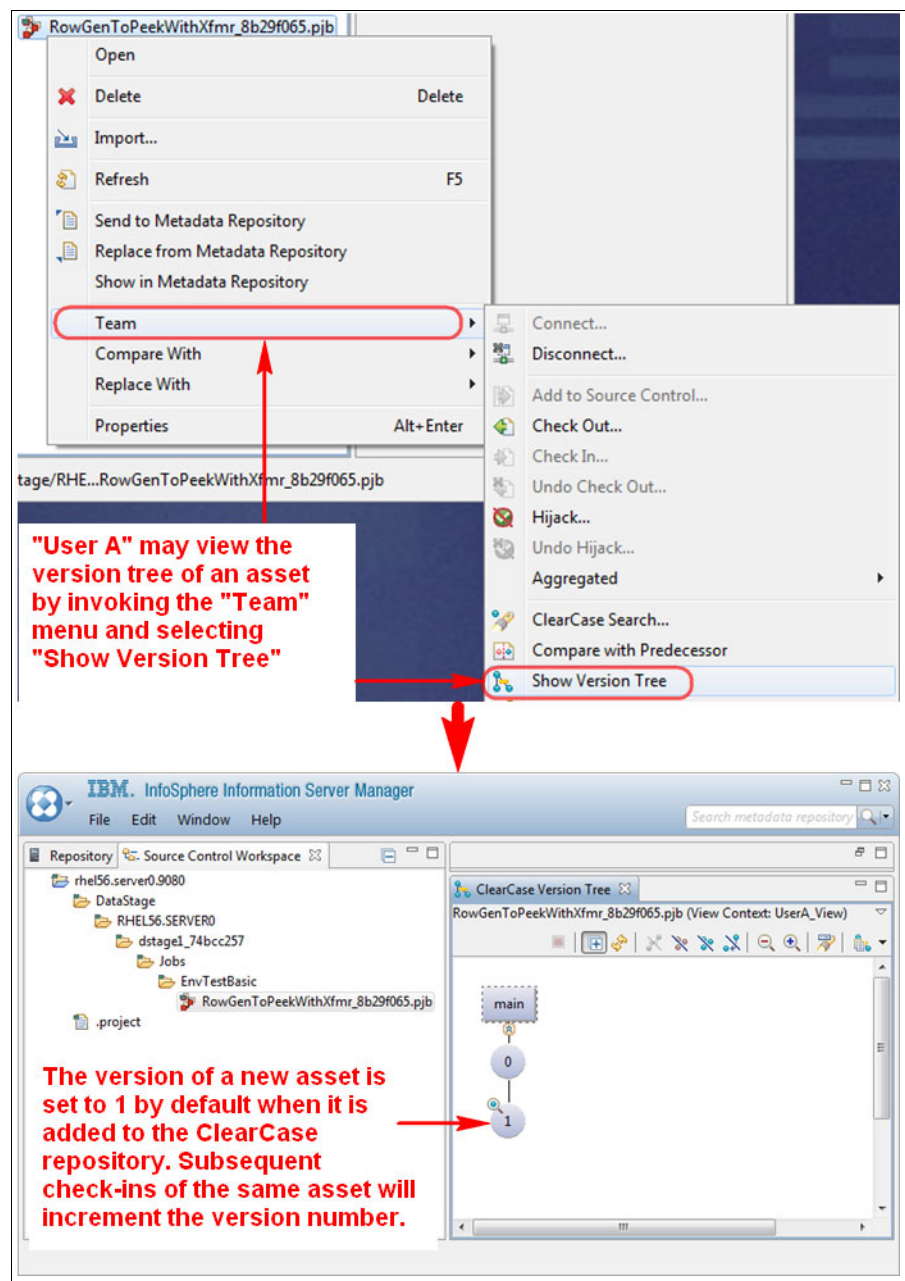 RowGenToPeekWithXfmr_8b29f065.pjb
Open
Delete Delete
Import...
Refresh F5
Send to Metadata Repository
Replace from Metadata Repository
Show in Metadata Repository
Team
Compare With
Replace With
Properties Alt+Enter
Connect...
Disconnect...
Add to Source Control...
Check Out...
Check In...
Undo Check Out...
Hijack...
Undo Hijack...
Aggregated
ClearCase Search...
Compare with Predecessor
Show Version Tree
tage/RHE...RowGenToPeekWithXfmr_8b29f065.pjb
"User A" may view the
version tree of an asset
by invoking the "Team"
menu and selecting
"Show Version Tree"
IBM. InfoSphere Information Server Manager
File Edit Window Help
Search metadata repository
Repository Source Control Workspace
rhel56.server0.9080
DataStage
RHEL56.SERVER0
dstage1_74bcc257
Jobs
EnvTestBasic
RowGenToPeekWithXfmr_8b29f065.pjb
.project
ClearCase Version Tree
RowGenToPeekWithXfmr_8b29f065.pjb (View Context: UserA_View)
main
0
1
The version of a new asset is
set to 1 by default when it is
added to the ClearCase
repository. Subsequent
check-ins of the same asset will
increment the version number.